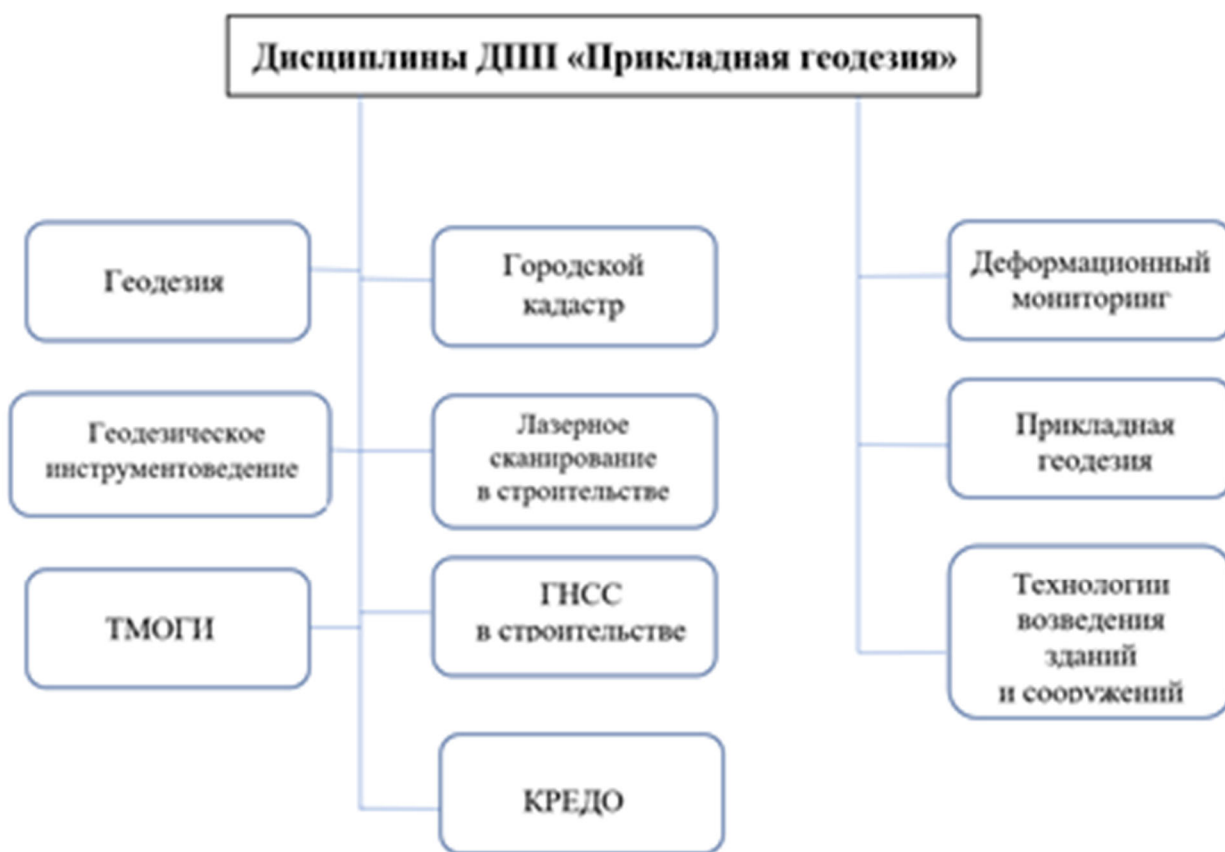 Дисциплины ДПП «Прикладная геодезия»
Геодезия
Городской
кадастр
Деформационный
мониторинг
Геодезическое
инструментоведение
Лазерное
сканирование
в строительстве
Прикладная
геодезия
ТМОГИ
ГНСС
в строительстве
Технологии
возведения
зданий
и сооружений
КРЕДО